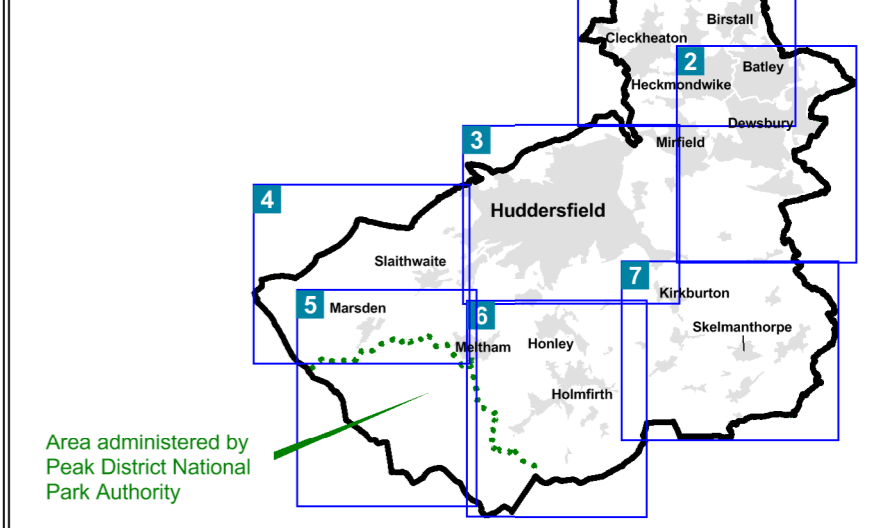 Birstall
Cleckheaton
2
Batley
Heckmondwike
Dewsbury
3
Mirfield
4
Huddersfield
Slaithwaite
7
Kirkburton
5
Marsden
6
Skelmanthorpe
Meltham
Honley
Holmfirth
Area administered by
Peak District National
Park Authority